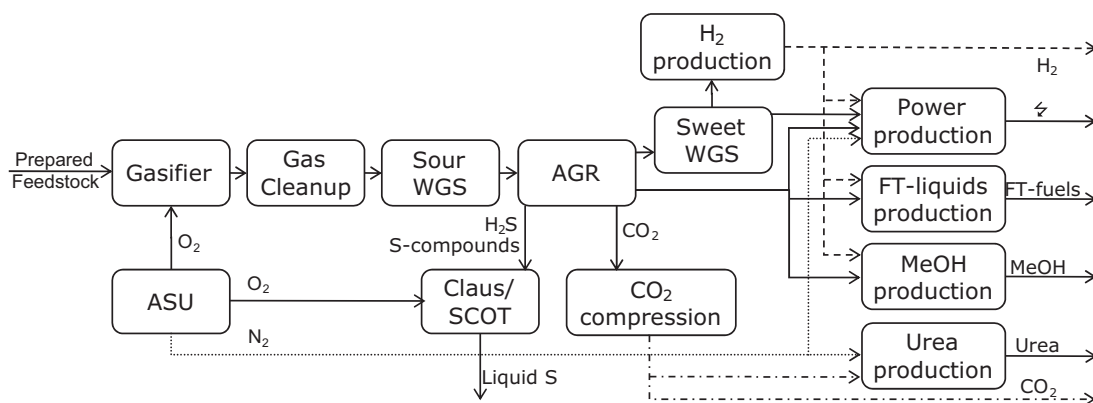 H₂
production
H₂
Power
production
Sweet
WGS
Prepared
Feedstock
Gasifier
Gas
Cleanup
Sour
WGS
AGR
FT-liquids
production
FT-fuels
O₂
H₂S
S-compounds
CO₂
MeOH
production
MeOH
ASU
O₂
N₂
Claus/
SCOT
CO₂
compression
Urea
production
Urea
Liquid S
CO₂